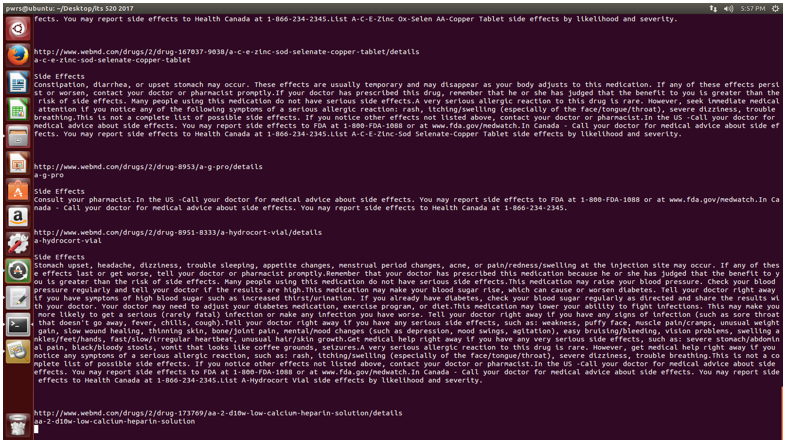 pwrs@ubuntu: ~/Desktop/its 520 2017
5:57 PM
fects. You may report side effects to Health Canada at 1-866-234-2345.List A-C-E-Zinc Ox-Selen AA-Copper Tablet side effects by likelihood and severity.
http://www.webmd.com/drugs/2/drug-167037-9038/a-c-e-zinc-sod-selenate-copper-tablet/details
a-c-e-zinc-sod-selenate-copper-tablet
Side Effects
Constipation, diarrhea, or upset stomach may occur. These effects are usually temporary and may disappear as your body adjusts to this medication. If any of these effects persi
st or worsen, contact your doctor or pharmacist promptly.If your doctor has prescribed this drug, remember that he or she has judged that the benefit to you is greater than the
risk of side effects. Many people using this medication do not have serious side effects.A very serious allergic reaction to this drug is rare. However, seek immediate medical
attention if you notice any of the following symptoms of a serious allergic reaction: rash, itching/swelling (especially of the face/tongue/throat), severe dizziness, trouble
breathing.This is not a complete list of possible side effects. If you notice other effects not listed above, contact your doctor or pharmacist.In the US -Call your doctor for
medical advice about side effects. You may report side effects to FDA at 1-800-FDA-1088 or at www.fda.gov/medwatch.In Canada - Call your doctor for medical advice about side ef
fects. You may report side effects to Health Canada at 1-866-234-2345.List A-C-E-Zinc-Sod Selenate-Copper Tablet side effects by likelihood and severity.
http://www.webmd.com/drugs/2/drug-8953/a-g-pro/details
a-g-pro
Side Effects
Consult your pharmacist.In the US -Call your doctor for medical advice about side effects. You may report side effects to FDA at 1-800-FDA-1088 or at www.fda.gov/medwatch.In Ca
nada - Call your doctor for medical advice about side effects. You may report side effects to Health Canada at 1-866-234-2345.
http://www.webmd.com/drugs/2/drug-8951-8333/a-hydrocort-vial/details
a-hydrocort-vial
Side Effects
Stomach upset, headache, dizziness, trouble sleeping, appetite changes, menstrual period changes, acne, or pain/redness/swelling at the injection site may occur. If any of thes
e effects last or get worse, tell your doctor or pharmacist promptly.Remember that your doctor has prescribed this medication because he or she has judged that the benefit to y
ou is greater than the risk of side effects. Many people using this medication do not have serious side effects.This medication may raise your blood pressure. Check your blood
pressure regularly and tell your doctor if the results are high.This medication may make your blood sugar rise, which can cause or worsen diabetes. Tell your doctor right away
if you have symptoms of high blood sugar such as increased thirst/urination. If you already have diabetes, check your blood sugar regularly as directed and share the results wi
th your doctor. Your doctor may need to adjust your diabetes medication, exercise program, or diet.This medication may lower your ability to fight infections. This may make you
more likely to get a serious (rarely fatal) infection or make any infection you have worse. Tell your doctor right away if you have any signs of infection (such as sore throat
that doesn't go away, fever, chills, cough).Tell your doctor right away if you have any serious side effects, such as: weakness, puffy face, muscle pain/cramps, unusual weight
gain, slow wound healing, thinning skin, bone/joint pain, mental/mood changes (such as depression, mood swings, agitation), easy bruising/bleeding, vision problems, swelling a
nkles/feet/hands, fast/slow/irregular heartbeat, unusual hair/skin growth.Get medical help right away if you have any very serious side effects, such as: severe stomach/abdomin
al pain, black/bloody stools, vomit that looks like coffee grounds, seizures.A very serious allergic reaction to this drug is rare. However, get medical help right away if you
notice any symptoms of a serious allergic reaction, such as: rash, itching/swelling (especially of the face/tongue/throat), severe dizziness, trouble breathing.This is not a co
mplete list of possible side effects. If you notice other effects not listed above, contact your doctor or pharmacist.In the US -Call your doctor for medical advice about side
effects. You may report side effects to FDA at 1-800-FDA-1088 or at www.fda.gov/medwatch.In Canada - Call your doctor for medical advice about side effects. You may report side
effects to Health Canada at 1-866-234-2345.List A-Hydrocort Vial side effects by likelihood and severity.
http://www.webmd.com/drugs/2/drug-173769/aa-2-d10w-low-calcium-heparin-solution/details
aa-2-d10w-low-calcium-heparin-solution